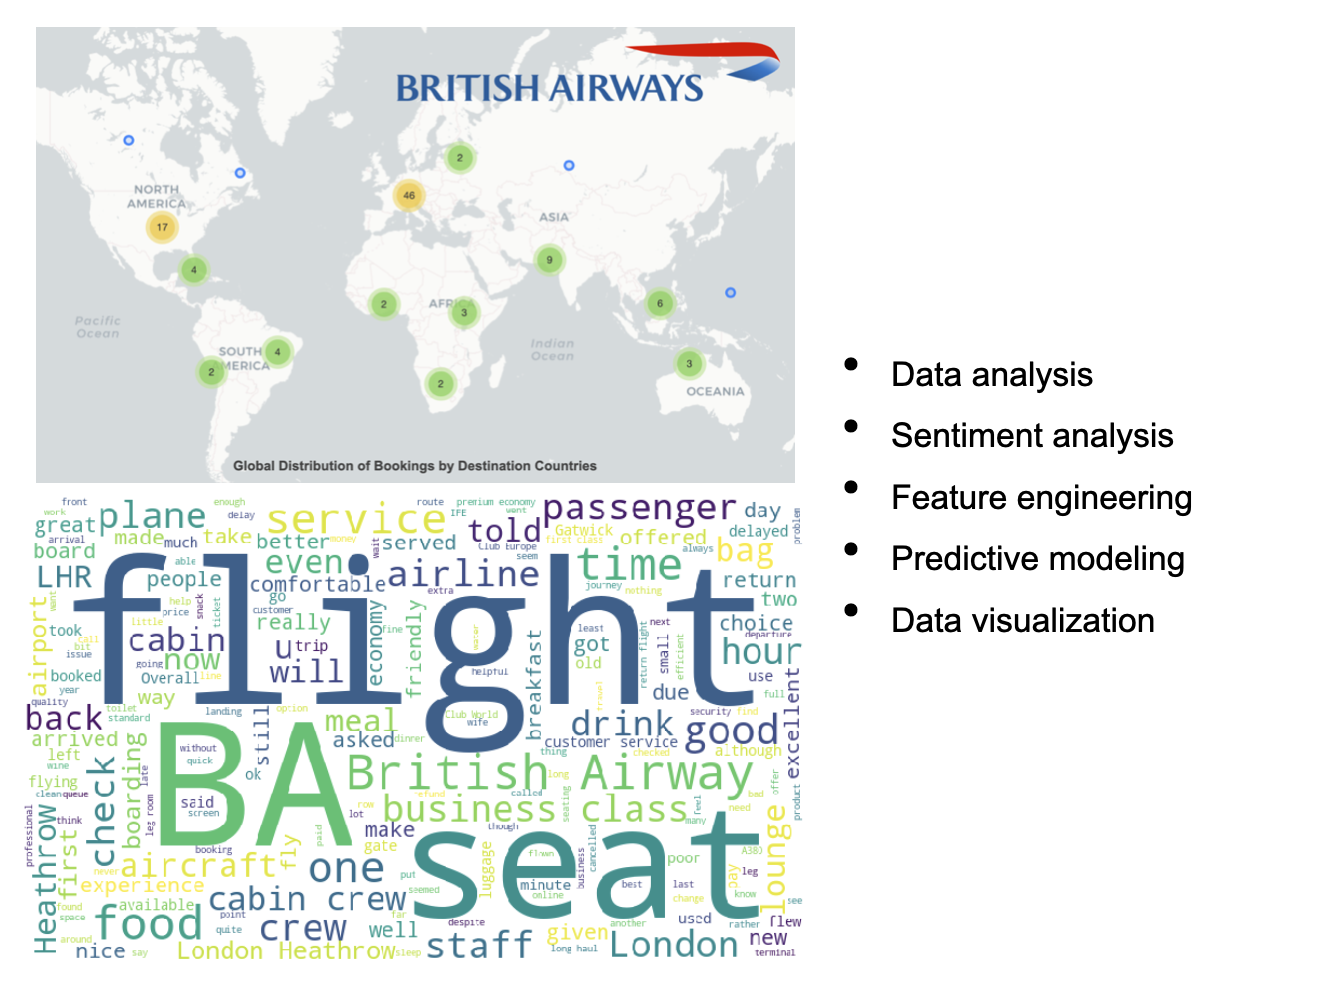 BRITISH AIRWAYS
2
NORTH
AMERICA
46
ASIA
17
9
4
2
AFRICA
3
6
Pacific
Ocean
Indian
Ocean
SOUTH
AMERICA
4
2
2
3
OCEANIA
Global Distribution of Bookings by Destination Countries
front
enough
route
premium economy
work
great
plane
delay
service
IFE
went
passenger
day
problem
told
Gatwick
delayed
arrival
made
much
take
better
money
wait
served
Club Europe
first class
offered
board
able
even
seem
time
always
bag
LHR
people
comfortable
airline
journey
nothing
return
want
help
price
snack
ticket
go
customer
extra
two
flight
airport
took
little
really
economy
fine
friendly
water
least
next
choice
departure
call
bit
issue
cabin
u
trip
breakfast
got
return flight
small
efficient
hour
going
now
will
helpful
old
booked
Overall
line
use
year
way
travel
due
full
quality
toilet
standard
landing
option
Club World
wife
security
find
excellent
back
still
meal
drink
good
arrived
asked
dinner
customer service
although
left
wine
boarding
without
quick
thing
checked
BA
flying
late
ok
British Airway
long
offer
product
clean
queue
check
said
screen
refund
called
seating
bad
leg room
row
lot
business class
feel
many
need
professional
think
make
though
seat
Heathrow
first
booking
fly
paid
gate
cancelled
lounge
never
aircraft
one
luggage
flown
business
poor
A380
experience
put
seemed
minute
online
best
last
pay
leg
change
know
see
found
space
available
cabin crew
point
far
despite
another
used
rather
flew
food
quite
crew
well
given
new
around
nice
say
London Heathrow
sleep
staff
long haul
London
terminal
• Data analysis
• Sentiment analysis
• Feature engineering
• Predictive modeling
• Data visualization